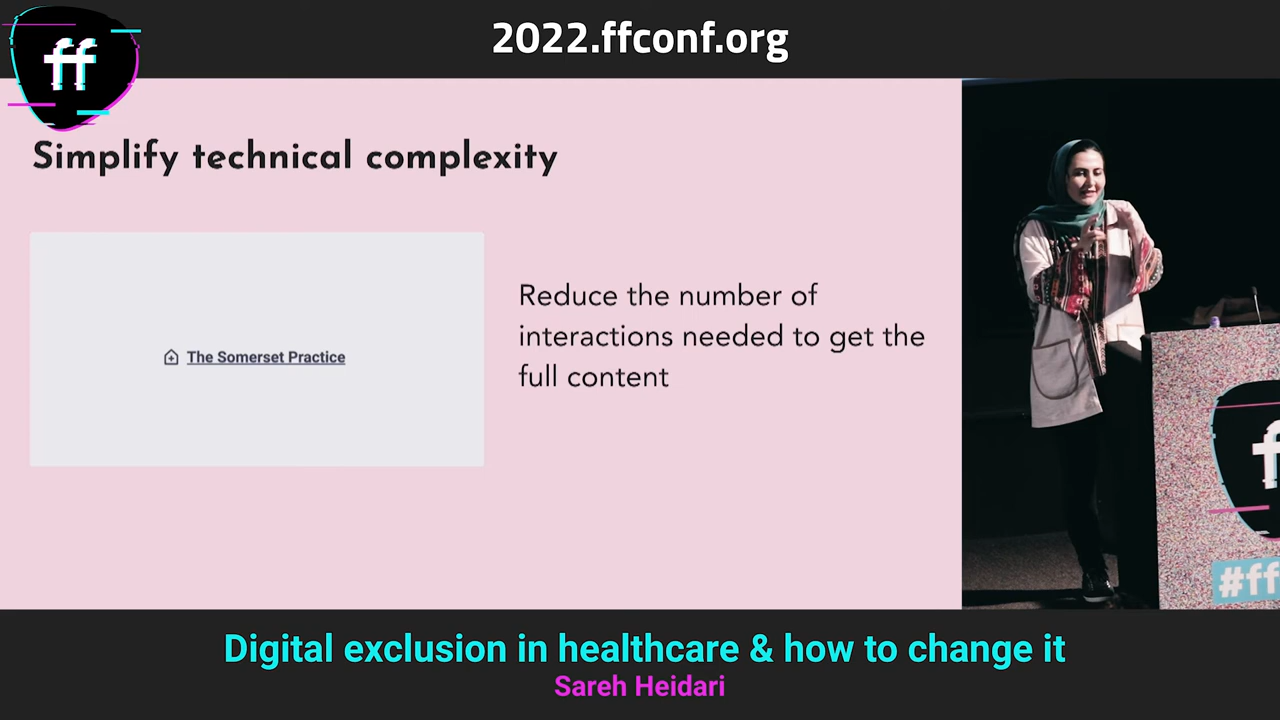 2022.ffconf.org
ff
Simplify technical complexity
The Somerset Practice
Reduce the number of
interactions needed to get the
full content
#ff
Digital exclusion in healthcare & how to change it
Sareh Heidari